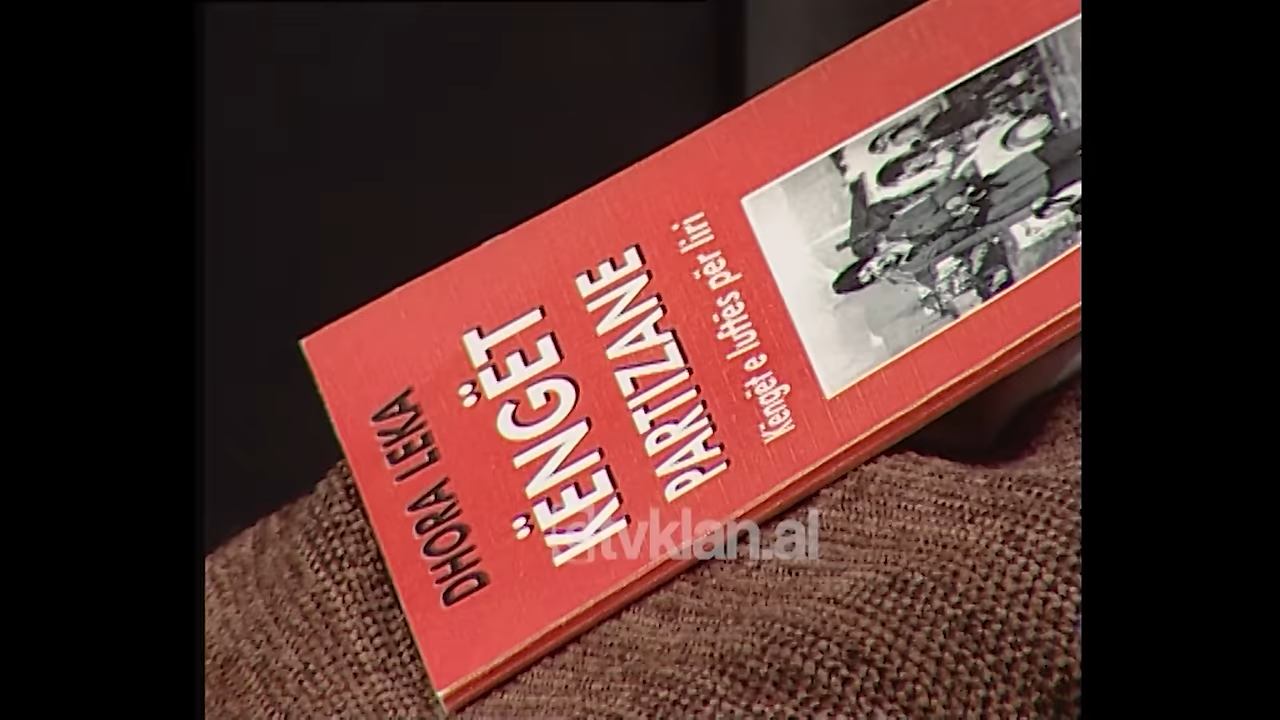 DHORA LEKA
KËNGËT
PARTIZANE
Këngët e luftës për liri
tvklan.al